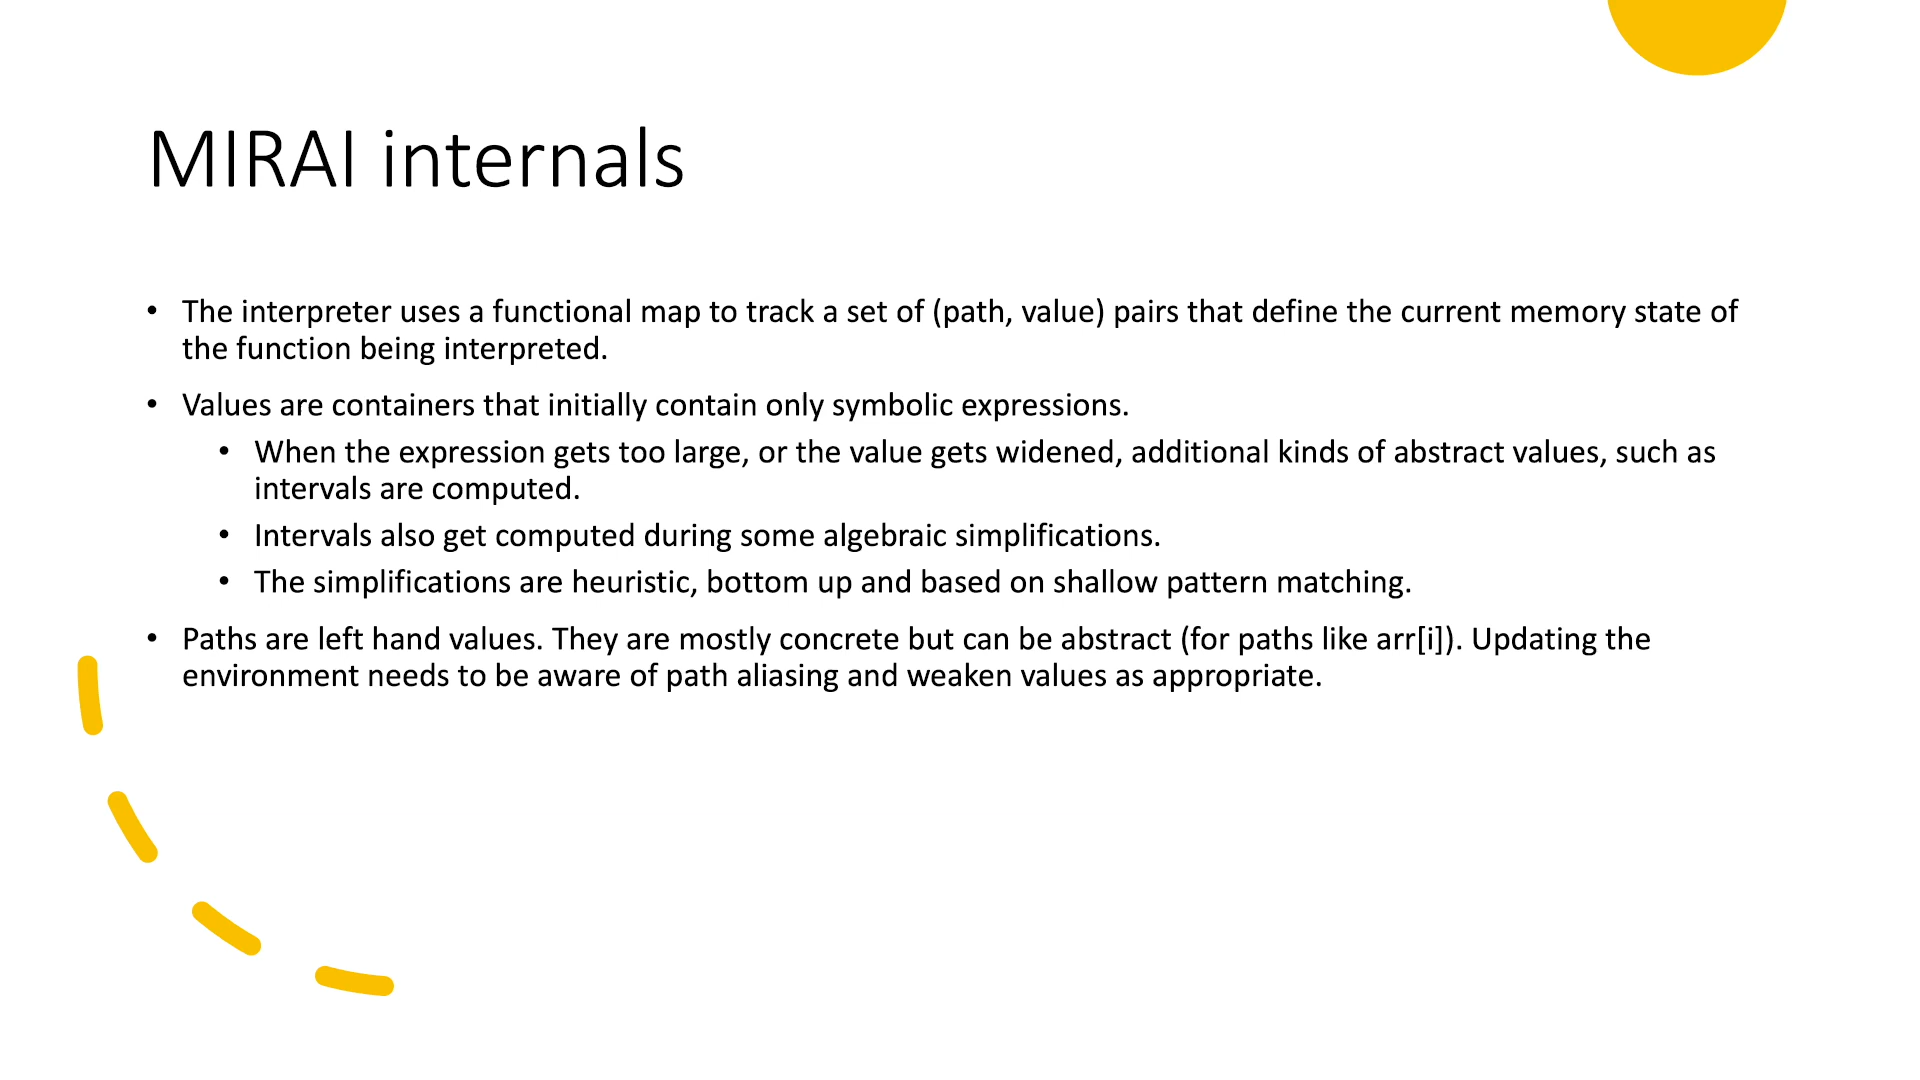 MIRAI internals
• The interpreter uses a functional map to track a set of (path, value) pairs that define the current memory state of
the function being interpreted.
• Values are containers that initially contain only symbolic expressions.
• When the expression gets too large, or the value gets widened, additional kinds of abstract values, such as
intervals are computed.
• Intervals also get computed during some algebraic simplifications.
• The simplifications are heuristic, bottom up and based on shallow pattern matching.
• Paths are left hand values. They are mostly concrete but can be abstract (for paths like arr[i]). Updating the
environment needs to be aware of path aliasing and weaken values as appropriate.